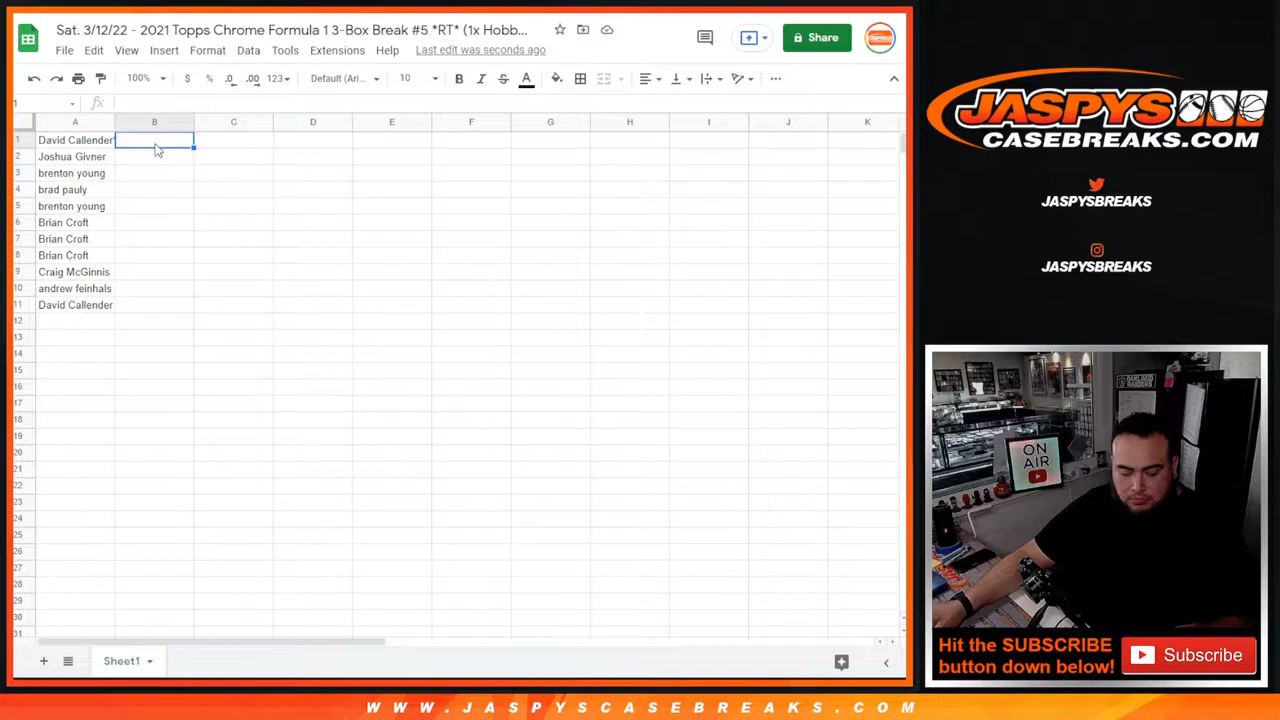 Sat. 3/12/22 - 2021 Topps Chrome Formula 1 3-Box Break #5 *RT* (1x Hobb...
File Edit View Insert Format Data Tools Extensions Help Last edit was seconds ago
Share
100% $ % .0 .00 123 Default (Ari... 10 B I S A
1 fx
A B C D E F G H I J K
1 David Callender*
2 Joshua Givner
3 brenton young
4 brad pauly
5 brenton young
6 Brian Croft
7 Brian Croft
8 Brian Croft
9 Craig McGinnis
10 andrew feinhals
11 David Callender
12
13
14
15
16
17
18
19
20
21
22
23
24
25
26
27
28
29
30
31
Sheet1
JASPYS
CASEBREAKS.COM
JASPYSBREAKS
JASPYSBREAKS
OAKLAND
RAIDERS
ON
AIR
Hit the SUBSCRIBE
button down below!
Subscribe
WWW.JASPYSCASEBREAKS.COM